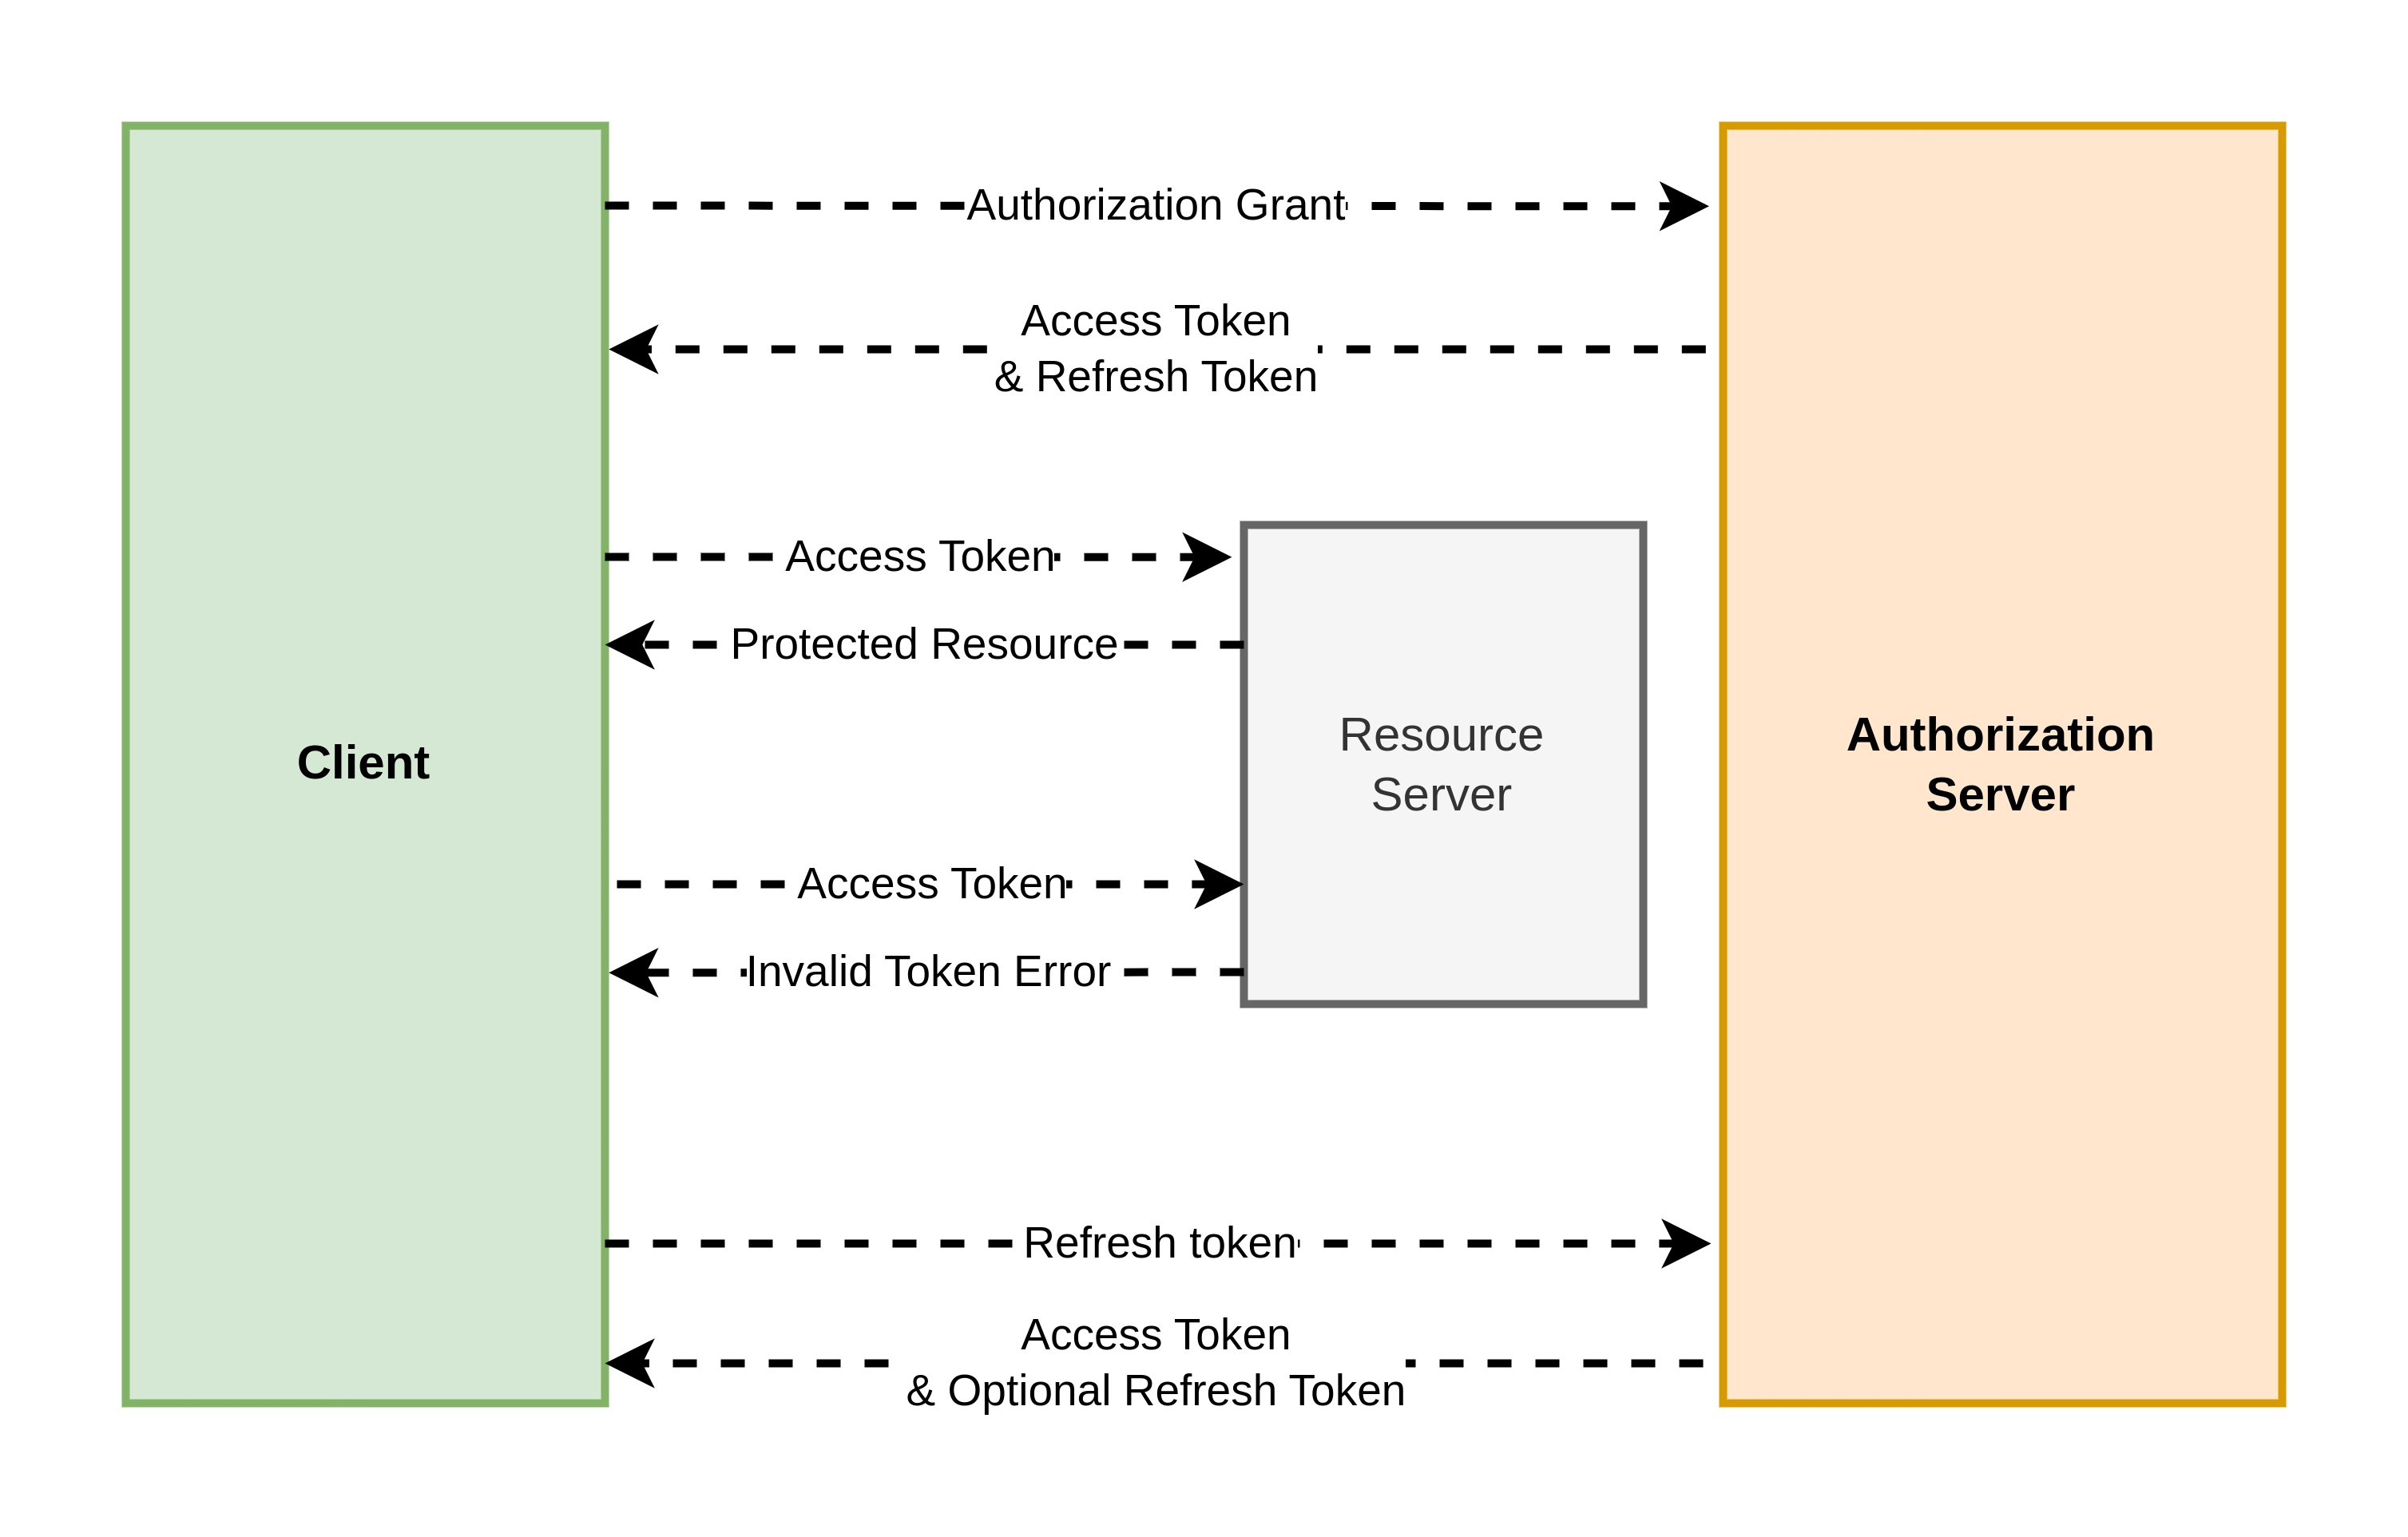 Authorization Grant
Access Token
& Refresh Token
Access Token
Protected Resource
Client
Resource
Server
Authorization
Server
Access Token
Invalid Token Error
Refresh token
Access Token
& Optional Refresh Token